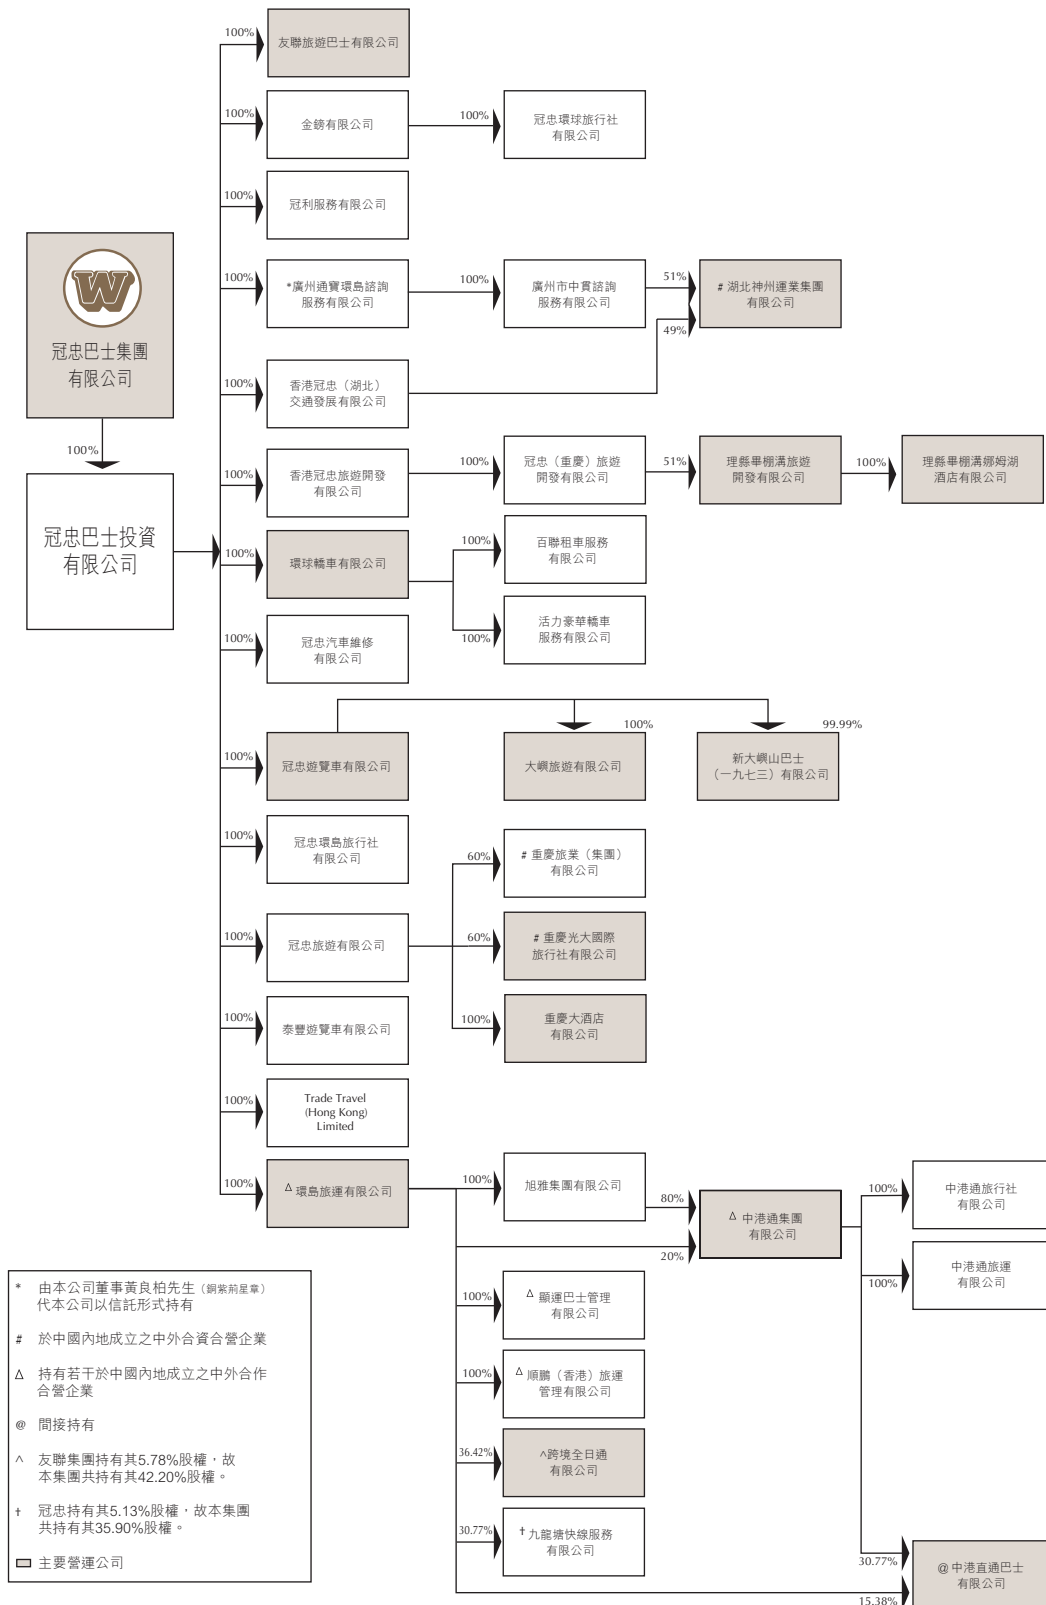 100%
友聯旅遊巴士有限公司
100%
金鎊有限公司
100%
冠忠環球旅行社
有限公司
100%
冠利服務有限公司
W
冠忠巴士集團
有限公司
100%
*廣州通寶環島諮詢
服務有限公司
100%
廣州市中貫諮詢
服務有限公司
51%
49%
# 湖北神州運業集團
有限公司
100%
香港冠忠（湖北）
交通發展有限公司
100%
冠忠巴士投資
有限公司
100%
香港冠忠旅遊開發
有限公司
100%
冠忠（重慶）旅遊
開發有限公司
51%
理縣畢棚溝旅遊
開發有限公司
100%
理縣畢棚溝娜姆湖
酒店有限公司
100%
環球轎車有限公司
100%
百聯租車服務
有限公司
100%
活力豪華轎車
服務有限公司
100%
冠忠汽車維修
有限公司
100%
冠忠遊覽車有限公司
100%
大嶼旅遊有限公司
99.99%
新大嶼山巴士
（一九七三）有限公司
100%
冠忠環島旅行社
有限公司
100%
冠忠旅遊有限公司
60%
# 重慶旅業（集團）
有限公司
60%
# 重慶光大國際
旅行社有限公司
100%
重慶大酒店
有限公司
100%
泰豐遊覽車有限公司
100%
Trade Travel
(Hong Kong)
Limited
100%
Δ 環島旅運有限公司
100%
旭雅集團有限公司
80%
20%
Δ 中港通集團
有限公司
100%
中港通旅行社
有限公司
100%
中港通旅運
有限公司
100%
Δ 顯運巴士管理
有限公司
100%
Δ 順鵬（香港）旅運
管理有限公司
36.42%
^跨境全日通
有限公司
30.77%
† 九龍塘快線服務
有限公司
30.77%
15.38%
@ 中港直通巴士
有限公司
* 由本公司董事黃良柏先生（銅紫荊星章）
代本公司以信託形式持有
# 於中國內地成立之中外合資合營企業
Δ 持有若干於中國內地成立之中外合作
合營企業
@ 間接持有
^ 友聯集團持有其5.78%股權，故
本集團共持有其42.20%股權。
† 冠忠持有其5.13%股權，故本集團
共持有其35.90%股權。
主要營運公司